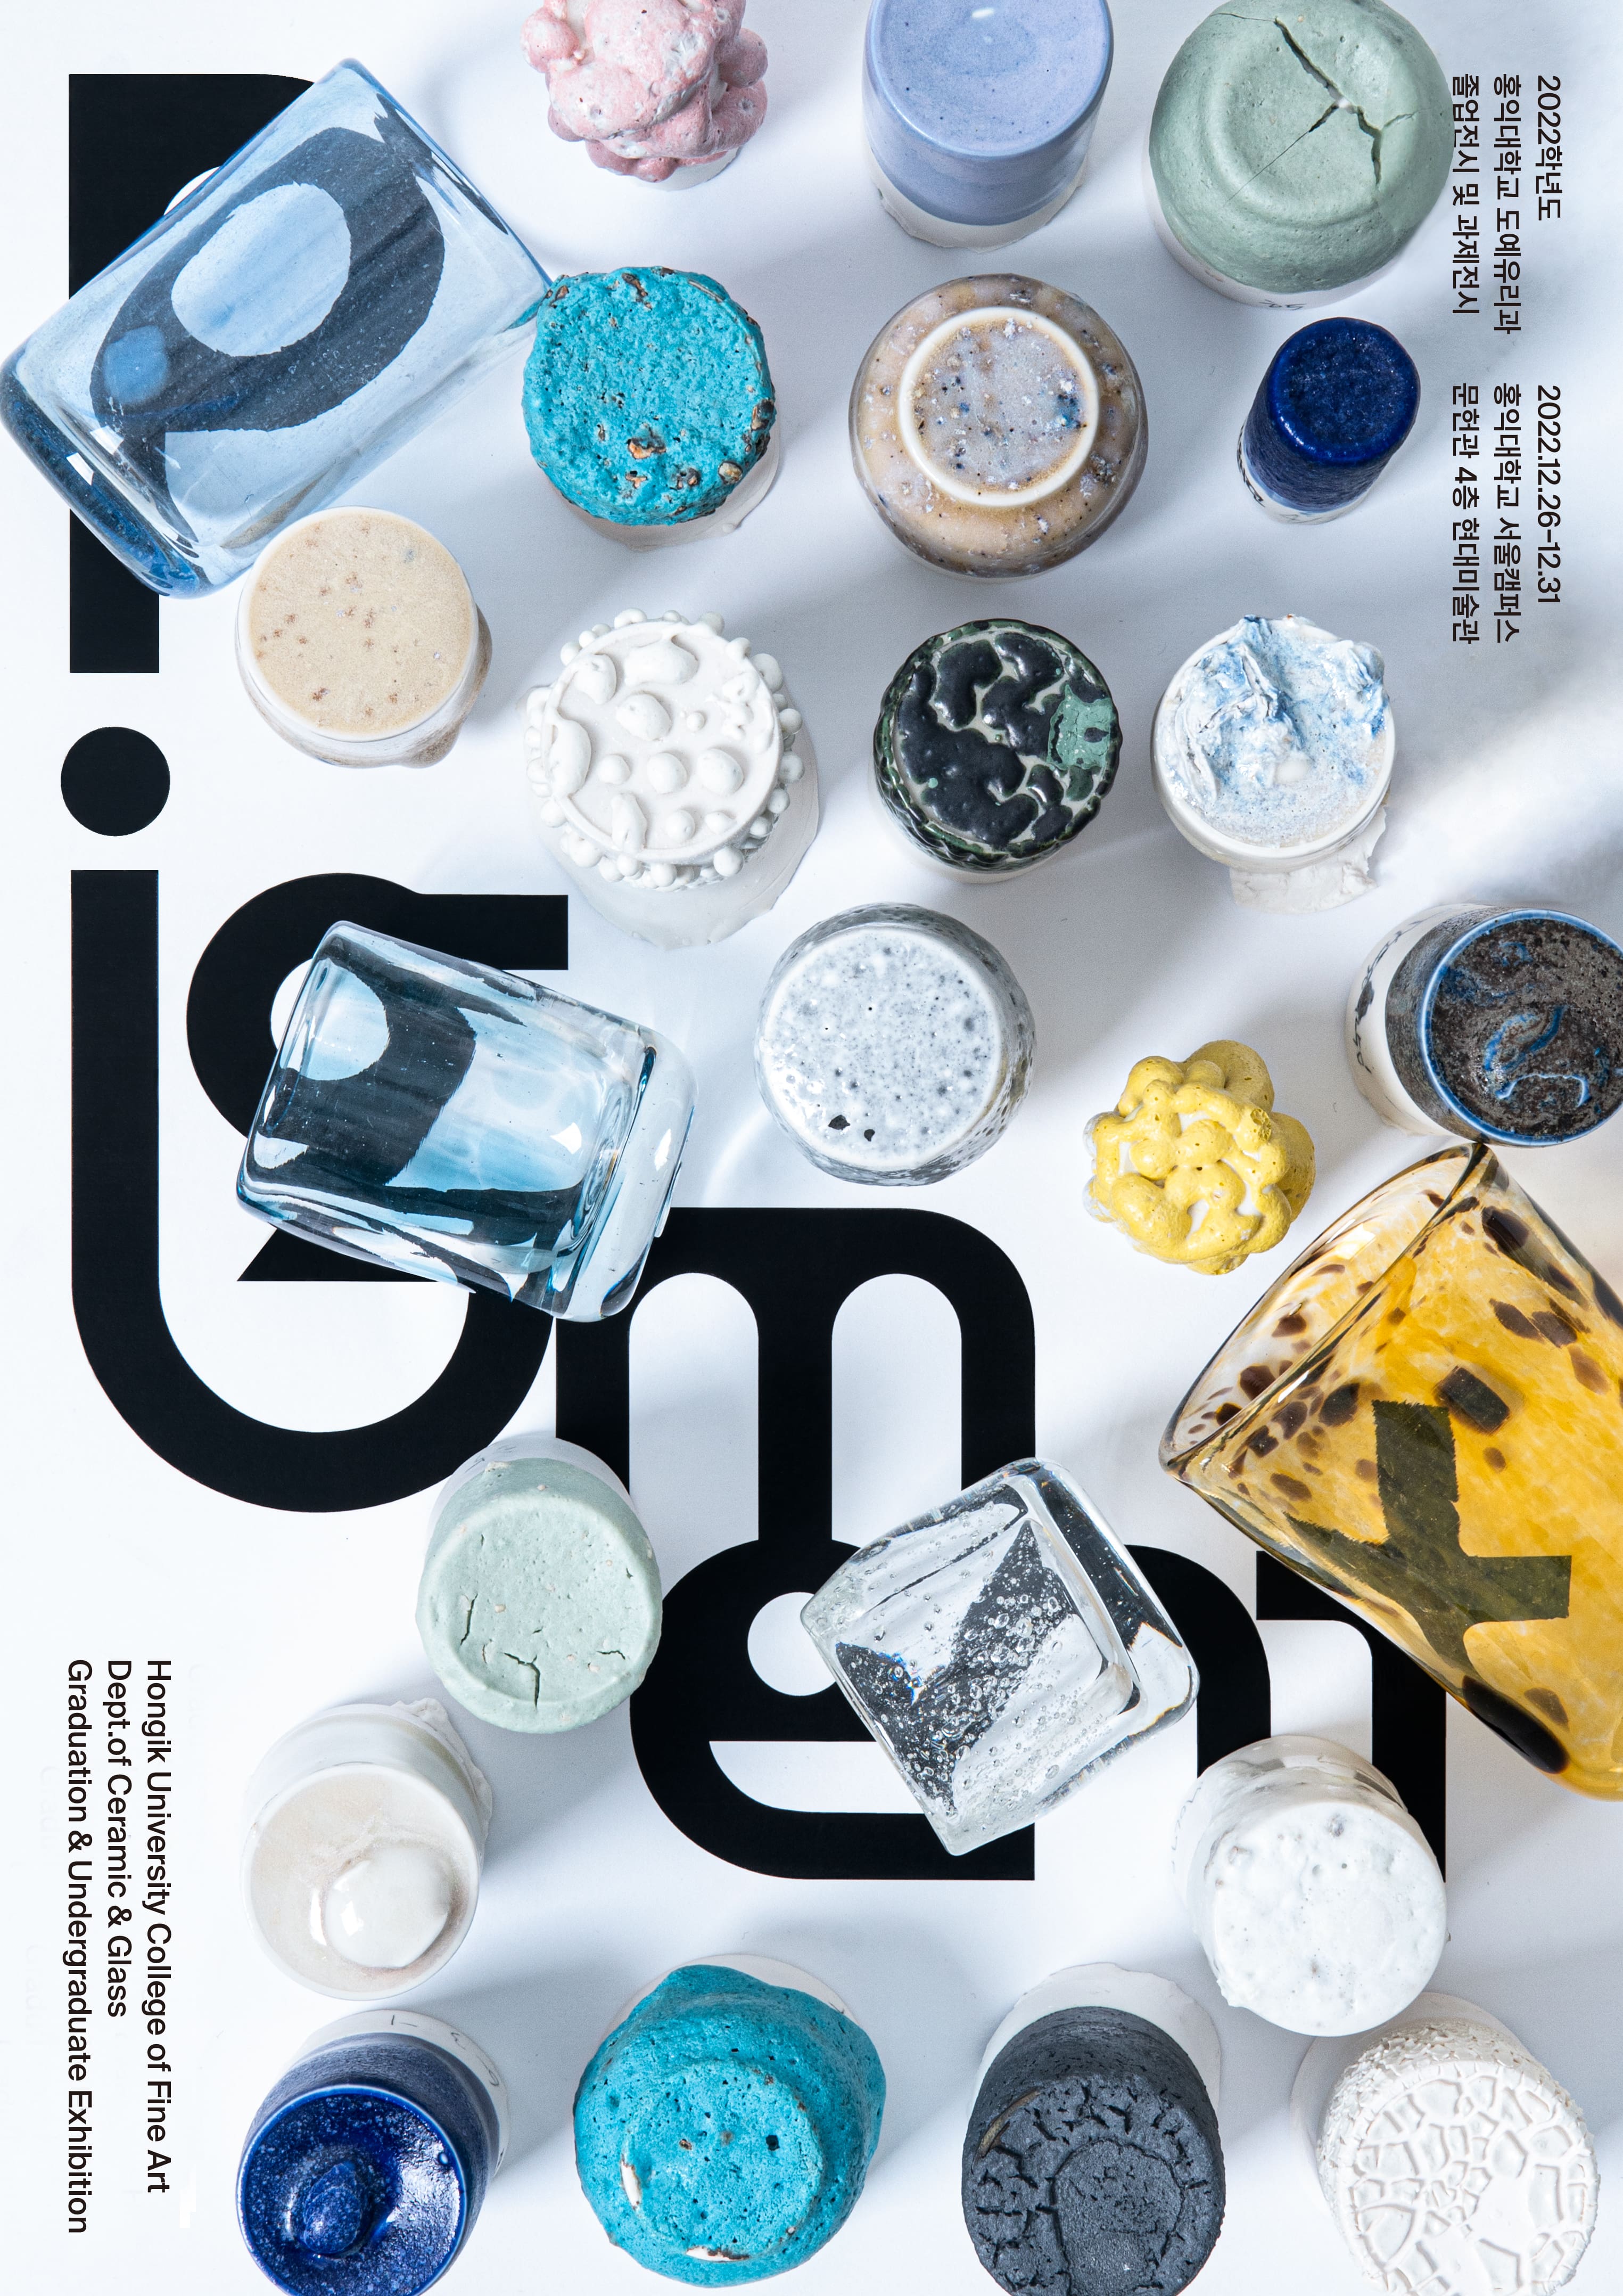 2022학년도
홍익대학교 도예유리과
졸업전시 및 과제전시
2022.12.26-12.31
홍익대학교 서울캠퍼스
문헌관 4층 현대미술관
Pigment
Hongik University College of Fine Art
Dept.of Ceramic & Glass
Graduation & Undergraduate Exhibition